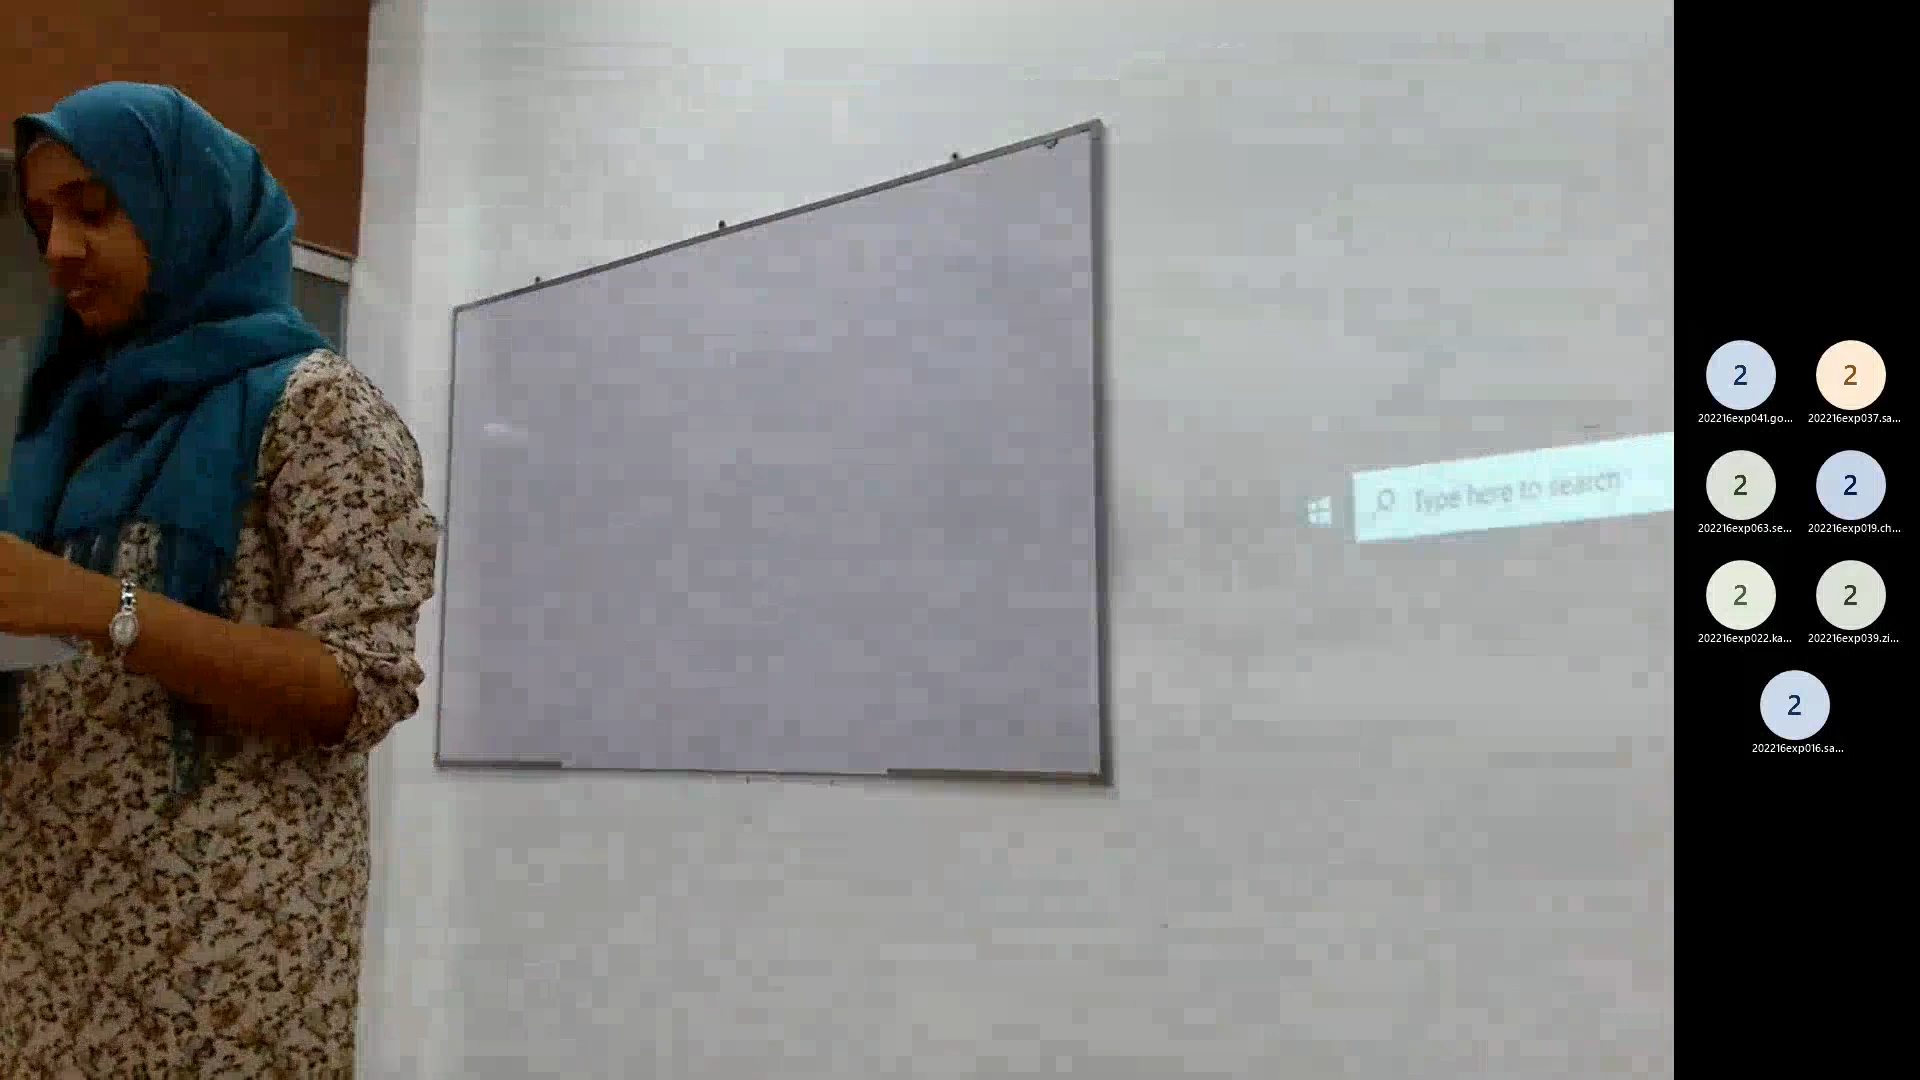 Type here to search
2 2
202216exp041.go... 202216exp037.sa...
2 2
202216exp063.se... 202216exp019.ch...
2 2
202216exp022.ka... 202216exp039.zi...
2
202216exp016.sa...